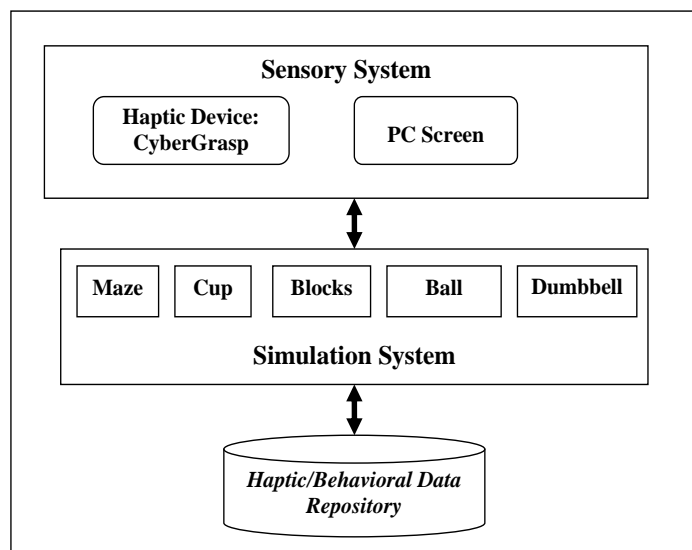 Sensory System
Haptic Device:
CyberGrasp
PC Screen
Maze
Cup
Blocks
Ball
Dumbbell
Simulation System
Haptic/Behavioral Data
Repository